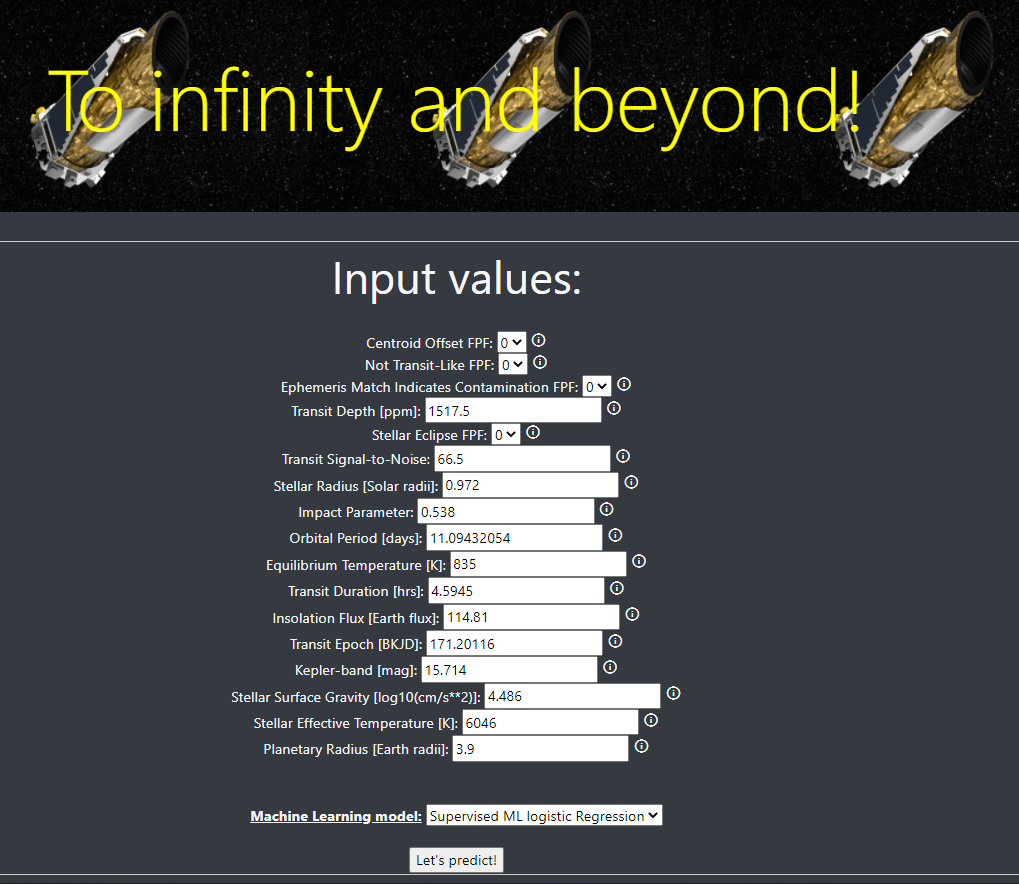 To infinity and beyond!
Input values:
Centroid Offset FPF: 0
Not Transit-Like FPF: 0
Ephemeris Match Indicates Contamination FPF: 0
Transit Depth [ppm]: 1517.5
Stellar Eclipse FPF: 0
Transit Signal-to-Noise: 66.5
Stellar Radius [Solar radii]: 0.972
Impact Parameter: 0.538
Orbital Period [days]: 11.09432054
Equilibrium Temperature [K]: 835
Transit Duration [hrs]: 4.5945
Insolation Flux [Earth flux]: 114.81
Transit Epoch [BKJD]: 171.20116
Kepler-band [mag]: 15.714
Stellar Surface Gravity [log10(cm/s**2)]: 4.486
Stellar Effective Temperature [K]: 6046
Planetary Radius [Earth radii]: 3.9
Machine Learning model: Supervised ML logistic Regression
Let's predict!